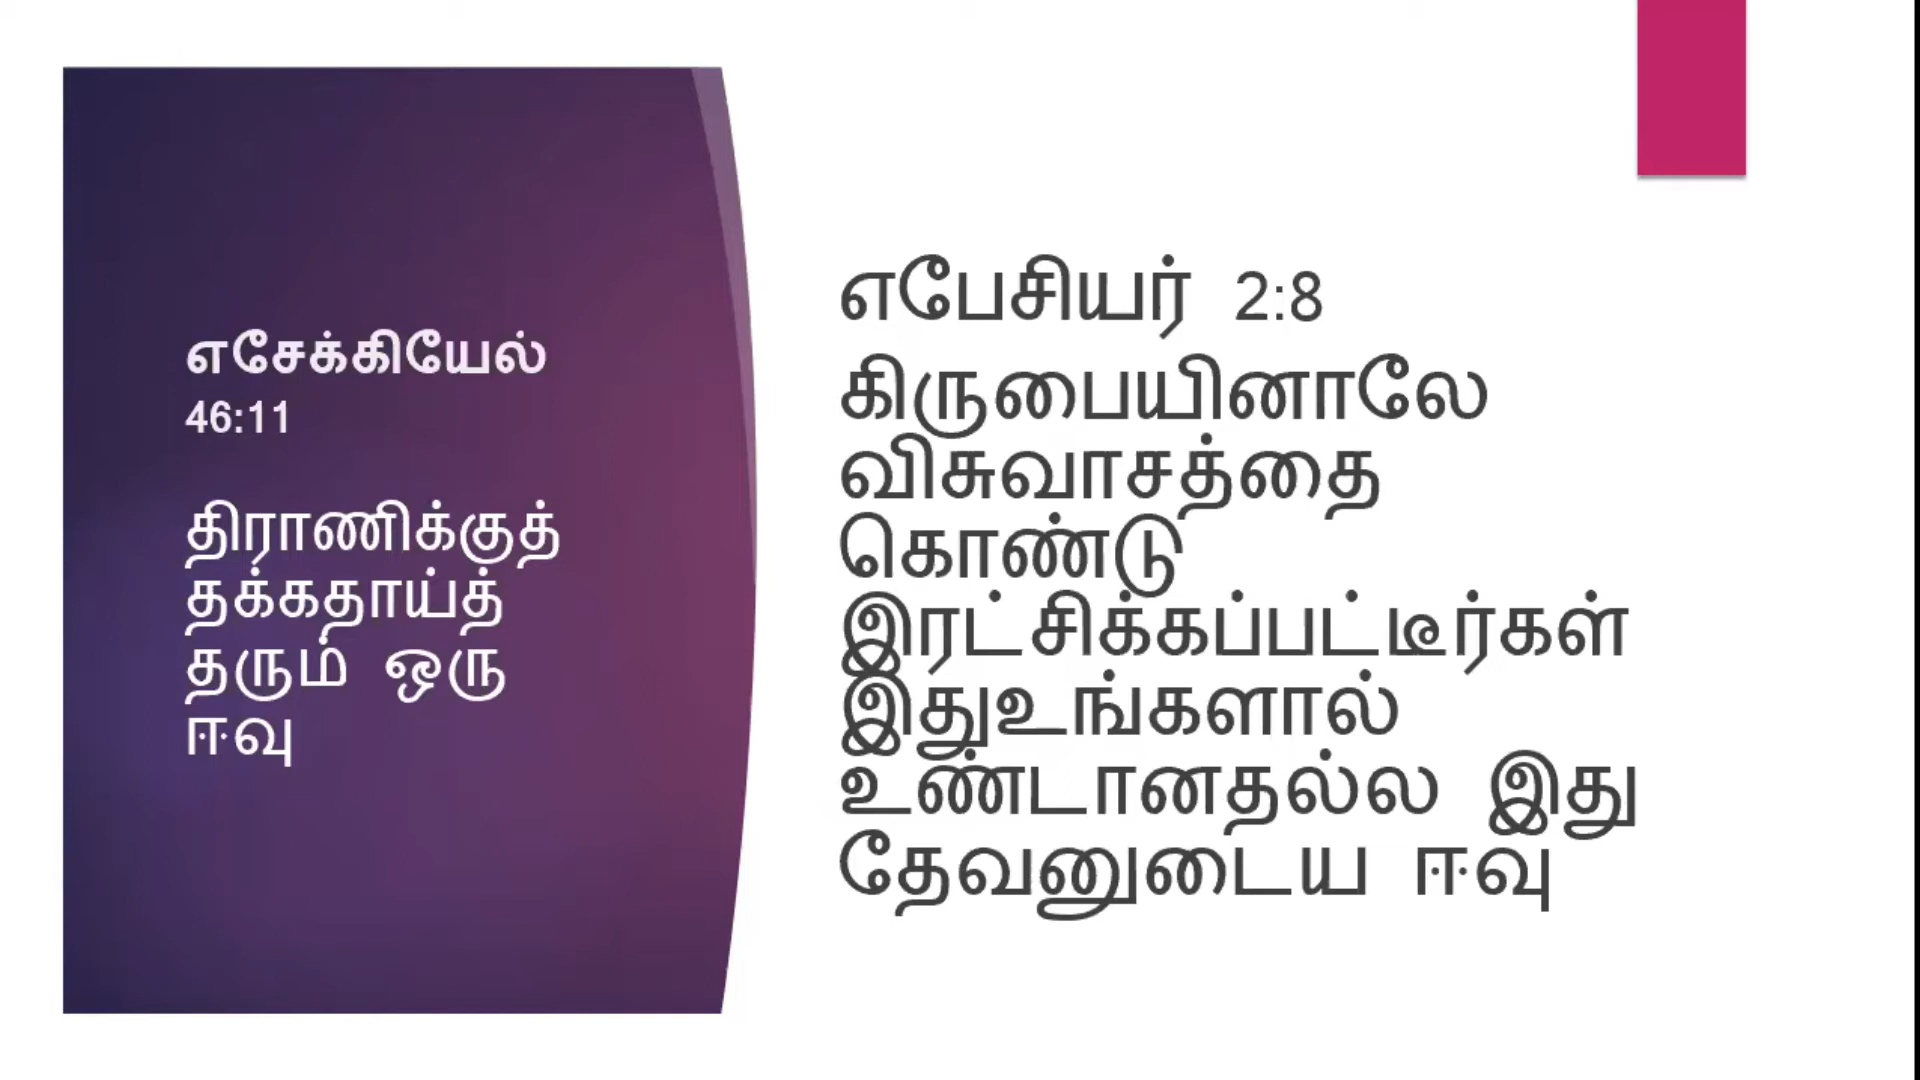 எசேக்கியேல்
46:11
திராணிக்குத்
தக்கதாய்த்
தரும் ஒரு
ஈவு
எபேசியர் 2:8
கிருபையினாலே
விசுவாசத்தை
கொண்டு
இரட்சிக்கப்பட்டீர்கள்
இதுஉங்களால்
உண்டானதல்ல இது
தேவனுடைய ஈவு